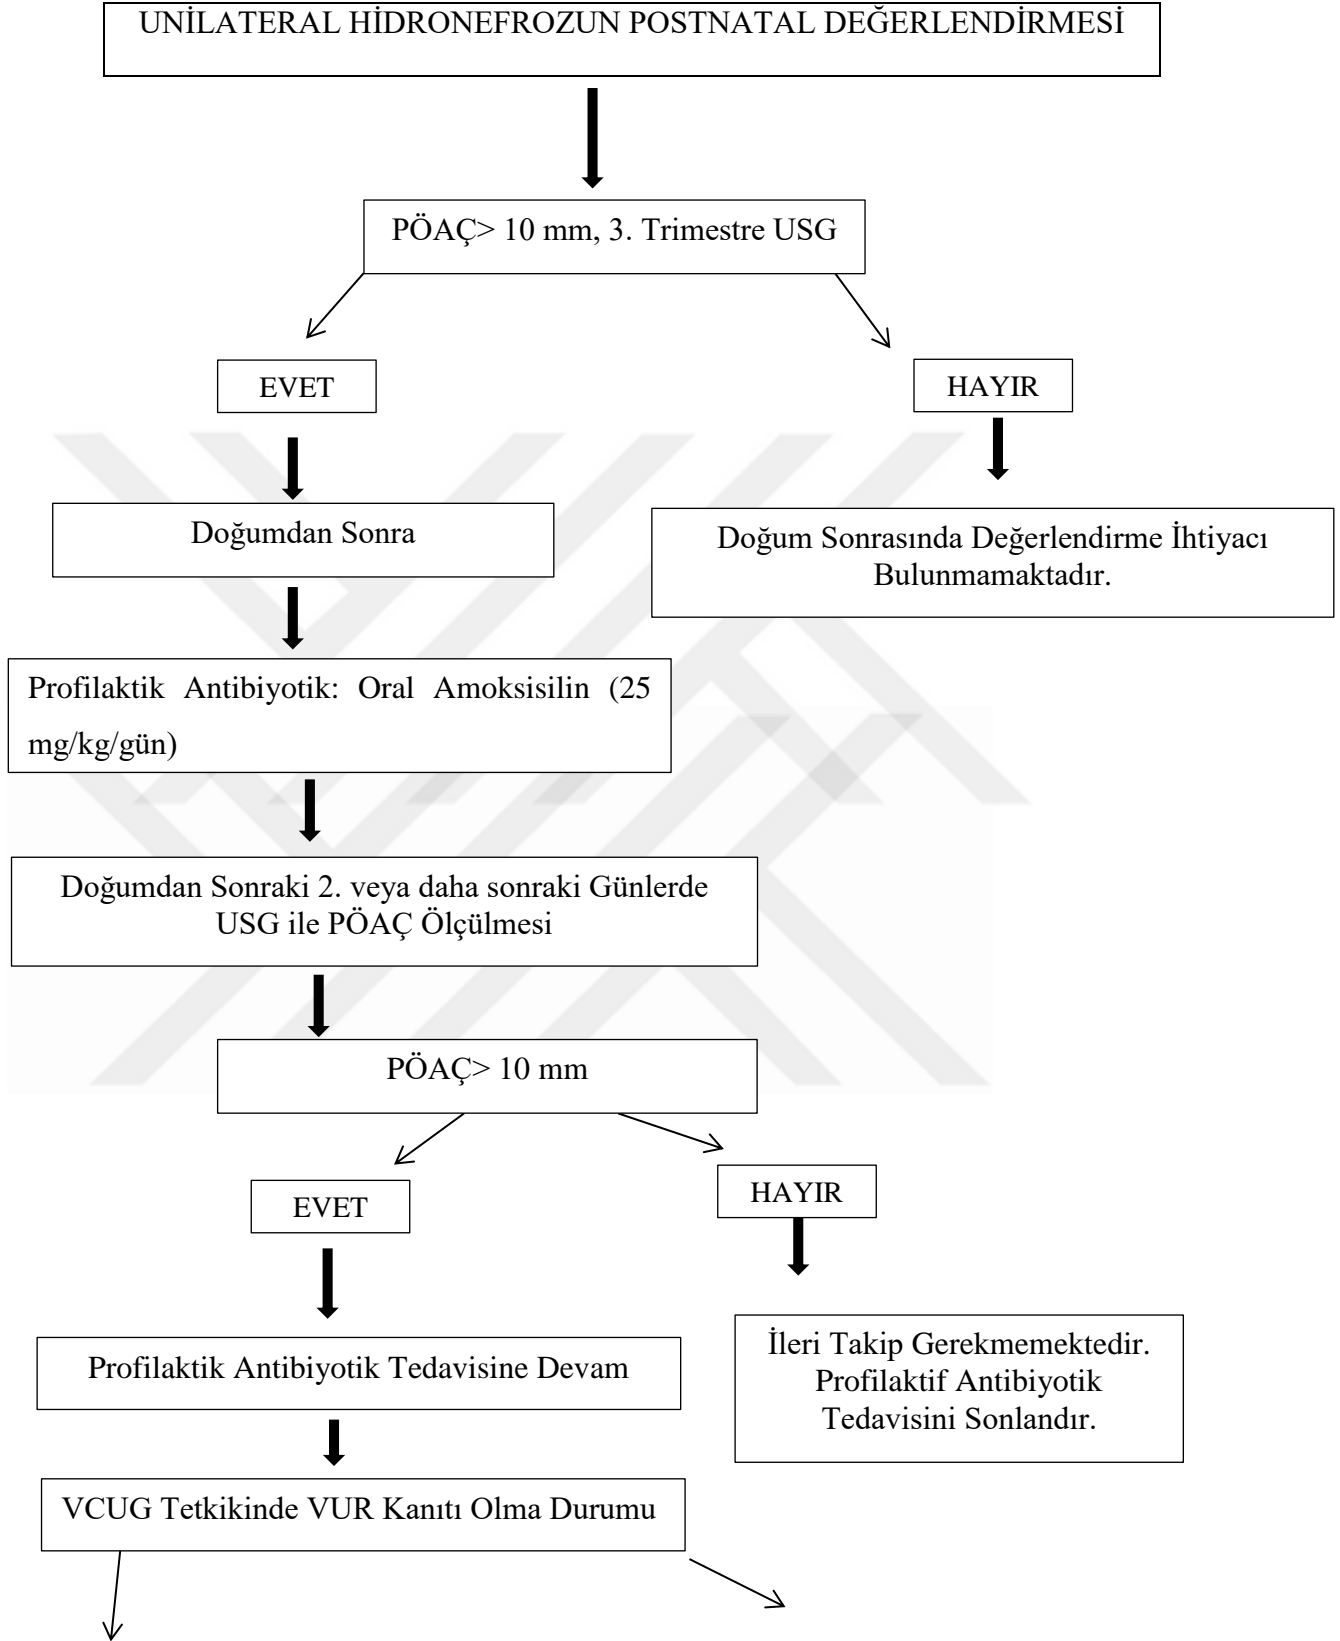 UNİLATERAL HİDRONEFROZUN POSTNATAL DEĞERLENDİRMESİ
PÖAÇ> 10 mm, 3. Trimestre USG
EVET
HAYIR
Doğumdan Sonra
Doğum Sonrasında Değerlendirme İhtiyacı
Bulunmamaktadır.
Profilaktik Antibiyotik: Oral Amoksisilin (25
mg/kg/gün)
Doğumdan Sonraki 2. veya daha sonraki Günlerde
USG ile PÖAÇ Ölçülmesi
PÖAÇ> 10 mm
EVET
HAYIR
Profilaktik Antibiyotik Tedavisine Devam
İleri Takip Gerekmemektedir.
Profilaktif Antibiyotik
Tedavisini Sonlandır.
VCUG Tetkikinde VUR Kanıtı Olma Durumu